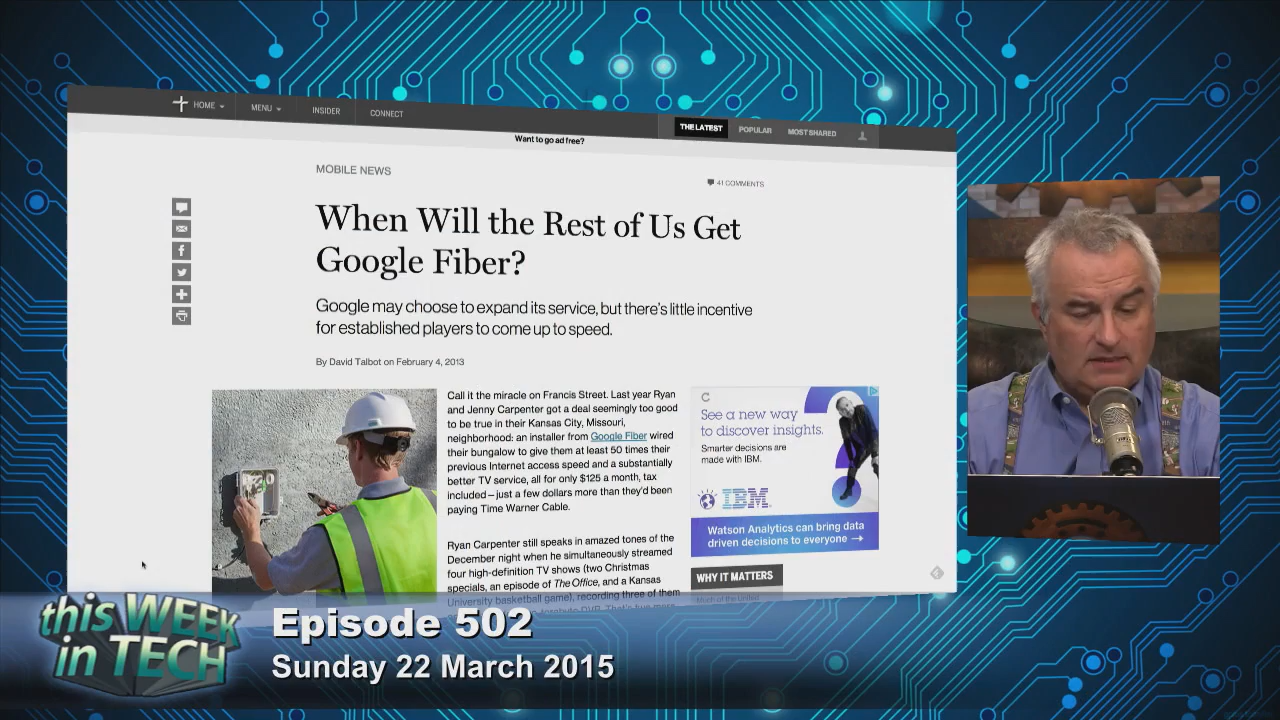 HOME
MENU
INSIDER
CONNECT
THE LATEST
POPULAR
MOST SHARED
Want to go ad free?
MOBILE NEWS
41 COMMENTS
When Will the Rest of Us Get
Google Fiber?
Google may choose to expand its service, but there's little incentive
for established players to come up to speed.
By David Talbot on February 4, 2013
Call it the miracle on Francis Street. Last year Ryan
and Jenny Carpenter got a deal seemingly too good
to be true in their Kansas City, Missouri,
neighborhood: an installer from Google Fiber wired
their bungalow to give them at least 50 times their
previous Internet access speed and a substantially
better TV service, all for only $125 a month, tax
included—just a few dollars more than they'd been
paying Time Warner Cable.
Ryan Carpenter still speaks in amazed tones of the
December night when he simultaneously streamed
four high-definition TV shows (two Christmas
specials, an episode of The Office, and a Kansas
University basketball game), recording three of them
See a new way
to discover insights.
Smarter decisions are
made with IBM.
IBM
Watson Analytics can bring data
driven decisions to everyone →
WHY IT MATTERS
this WEEK
in TECH
Episode 502
Sunday 22 March 2015